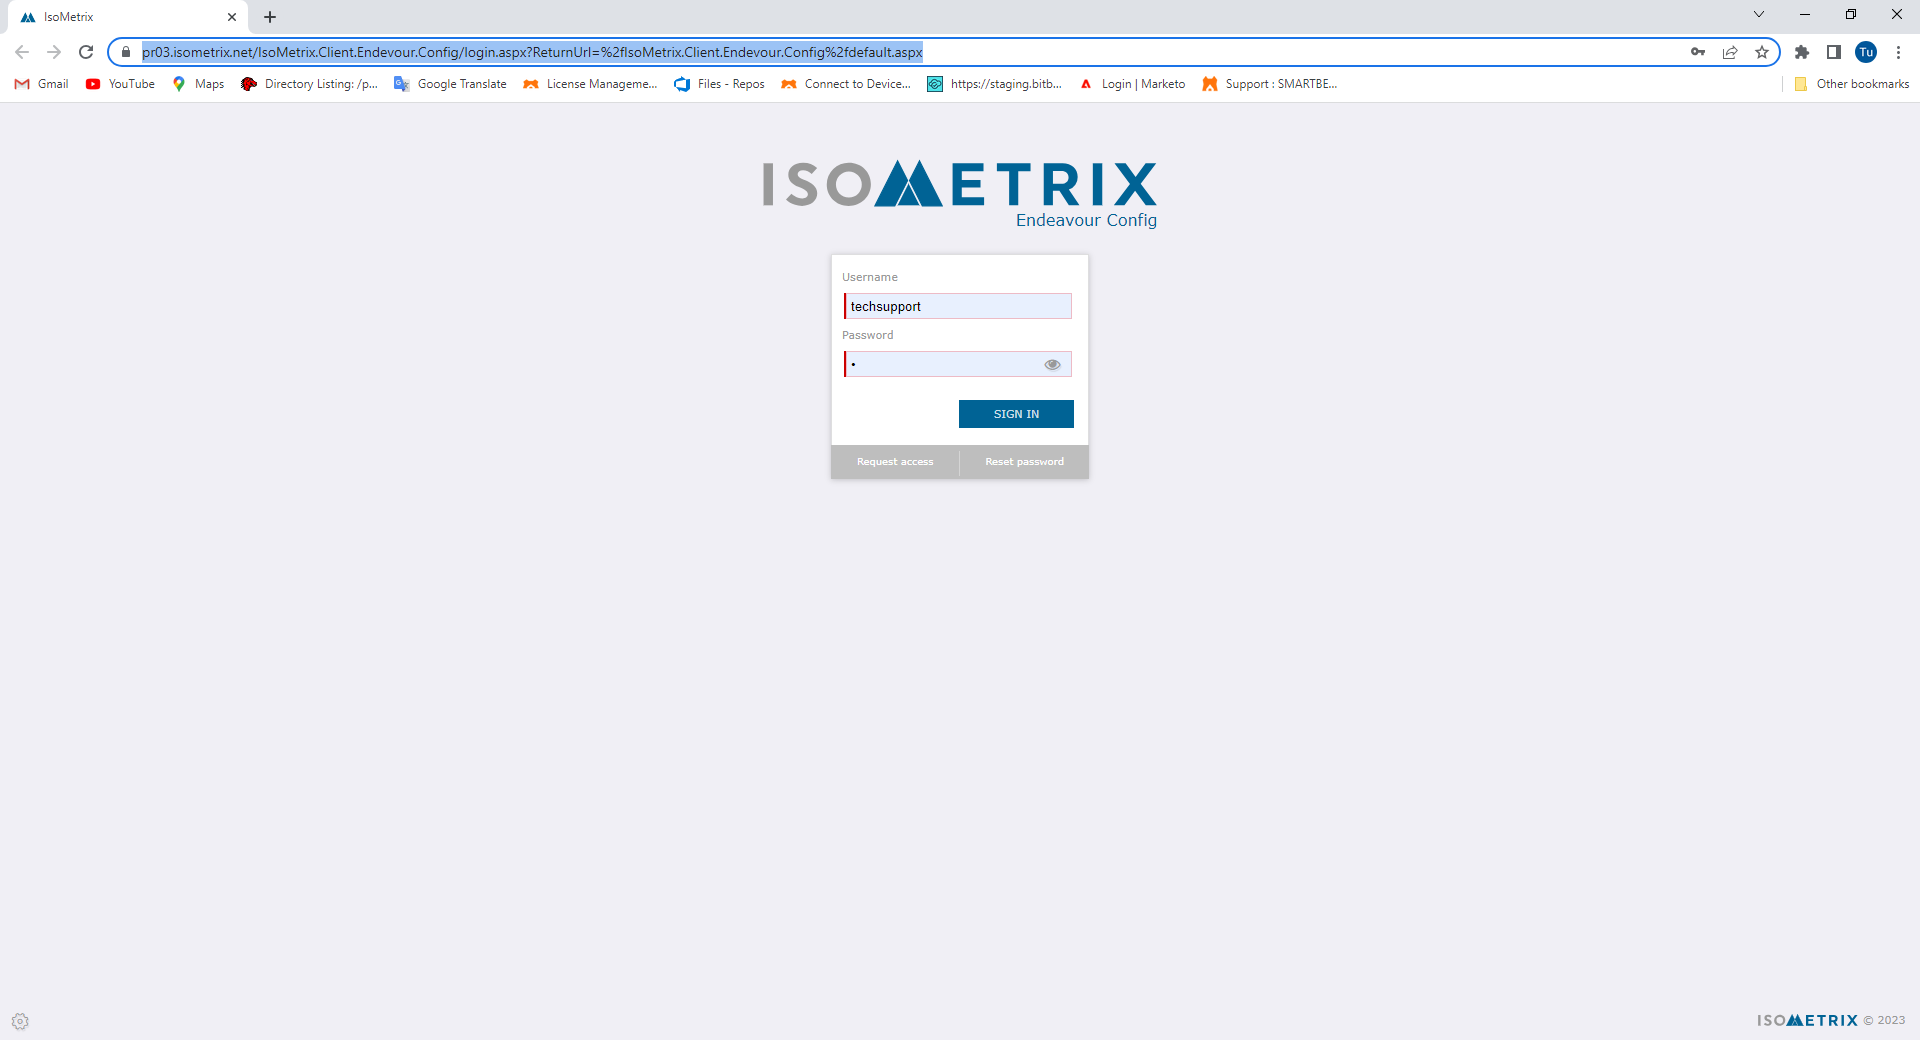 IsoMetrix
pr03.isometrix.net/IsoMetrix.Client.Endevour.Config/login.aspx?ReturnUrl=%2fIsoMetrix.Client.Endevour.Config%2fdefault.aspx
Tu
Gmail YouTube Maps Directory Listing: /p... Google Translate License Manageme... Files - Repos Connect to Device... https://staging.bitb... Login | Marketo Support : SMARTBE... Other bookmarks
ISOMETRIX
Endeavour Config
Username
techsupport
Password
SIGN IN
Request access Reset password
ISOMETRIX © 2023